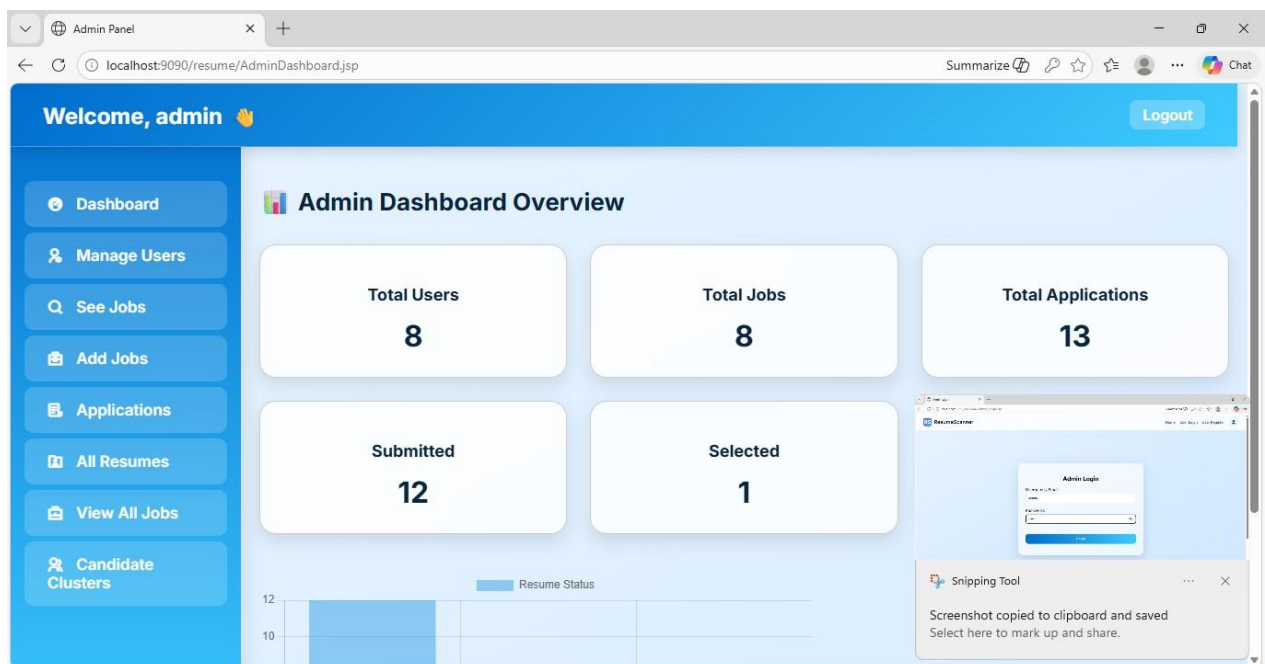 Admin Panel
localhost:9090/resume/AdminDashboard.jsp
Summarize
Chat
Welcome, admin 👋
Logout
Dashboard
Manage Users
See Jobs
Add Jobs
Applications
All Resumes
View All Jobs
Candidate
Clusters
Admin Dashboard Overview
Total Users
8
Total Jobs
8
Total Applications
13
Submitted
12
Selected
1
Resume Status
12
10
ResumeScanner
Admin Login
Snipping Tool
Screenshot copied to clipboard and saved
Select here to mark up and share.